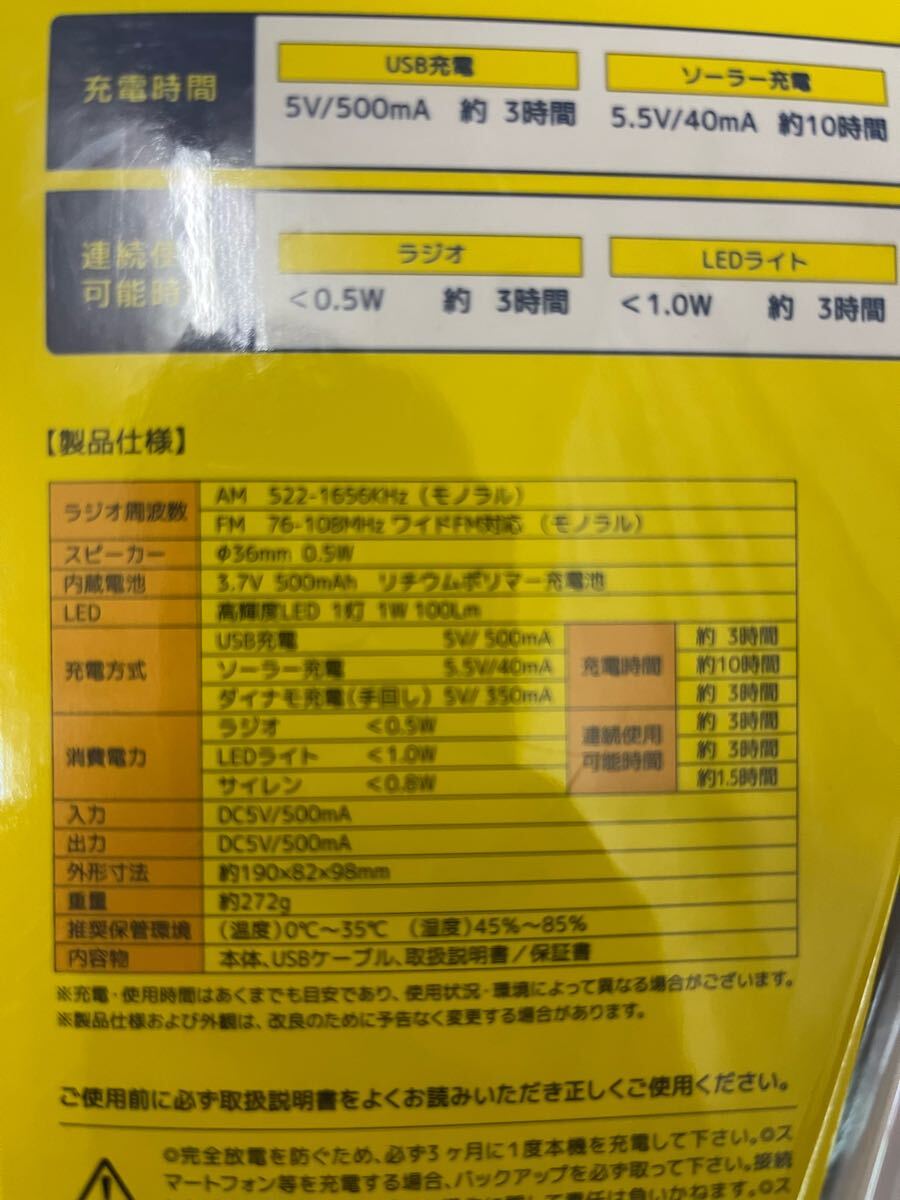 充電時間
USB充電
ソーラー充電
5V/500mA 約 3時間
5.5V/40mA 約10時間
連続使
可能時
ラジオ
LEDライト
<0.5W 約 3時間
<1.0W 約 3時間
【製品仕様】
ラジオ周波数
AM 522-1656KHz（モノラル）
FM 76-108MHz ワイドFM対応（モノラル）
スピーカー Φ36mm 0.5W
内蔵電池 3.7V 500mAh リチウムポリマー充電池
LED 高輝度LED 1灯 1W 100Lm
充電方式
USB充電 5V/ 500mA
ソーラー充電 5.5V/40mA
ダイナモ充電(手回し) 5V/ 350mA
充電時間
約 3時間
約10時間
約 3時間
消費電力
ラジオ <0.5W
LEDライト <1.0W
サイレン <0.8W
連続使用
可能時間
約 3時間
約 3時間
約1.5時間
入力 DC5V/500mA
出力 DC5V/500mA
外形寸法 約190×82×98mm
重量 約272g
推奨保管環境 （温度）0℃〜35℃ （湿度）45%〜85%
内容物 本体、USBケーブル、取扱説明書／保証書
※充電・使用時間はあくまでも目安であり、使用状況・環境によって異なる場合がございます。
※製品仕様および外観は、改良のために予告なく変更する場合があります。
ご使用前に必ず取扱説明書をよくお読みいただき正しくご使用ください。
◎完全放電を防ぐため、必ず3ヶ月に1度本機を充電して下さい。◎ス
マートフォン等を充電する場合、バックアップを必ず取って下さい。接続
責任は負いかねます。◎ス